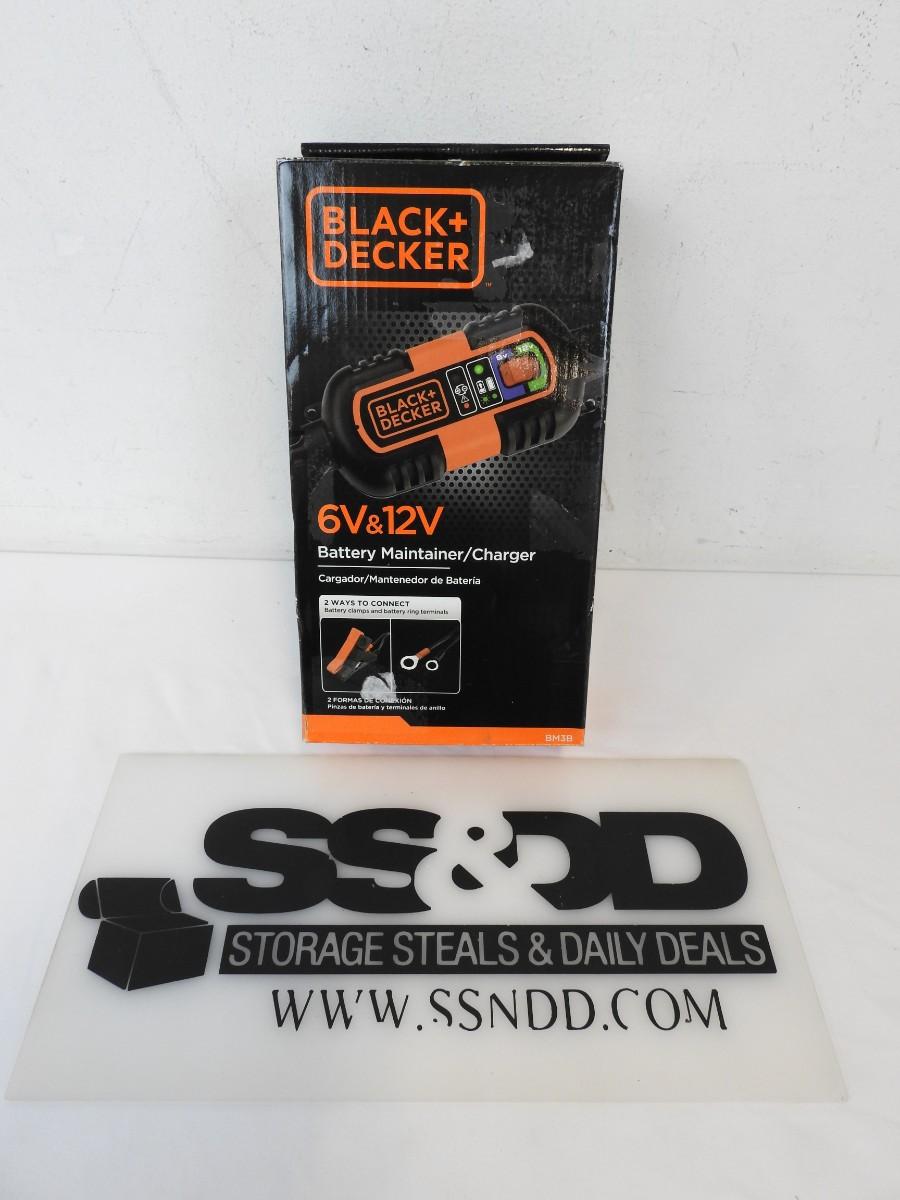 BLACK+
DECKER
™
6V 12V
BLACK+
DECKER
6V&12V
Battery Maintainer/Charger
Cargador/Mantenedor de Batería
2 WAYS TO CONNECT
Battery clamps and battery ring terminals
2 FORMAS DE CONEXIÓN
Pinzas de batería y terminales de anillo
BM3B
SS&DD
STORAGE STEALS & DAILY DEALS
WWW.SSNDD.COM